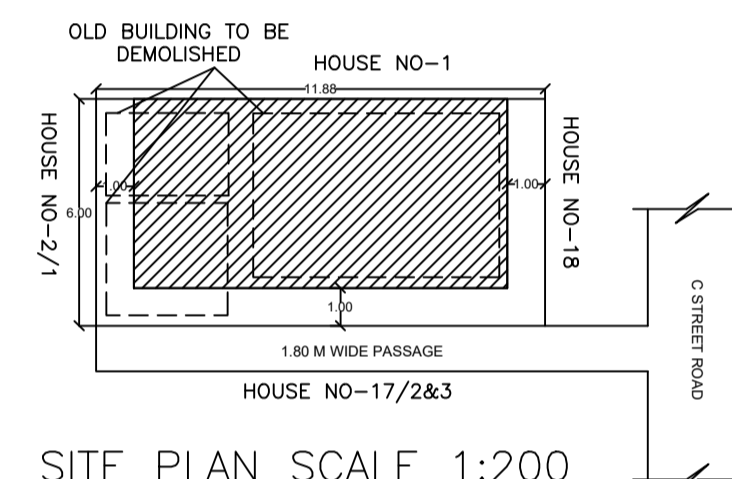 OLD BUILDING TO BE
DEMOLISHED
HOUSE NO-1
11.88
HOUSE NO-2/1
6.00
1.00
1.00
HOUSE NO-18
1.00
1.80 M WIDE PASSAGE
C STREET ROAD
HOUSE NO-17/2&3
SITE PLAN SCALE 1:200